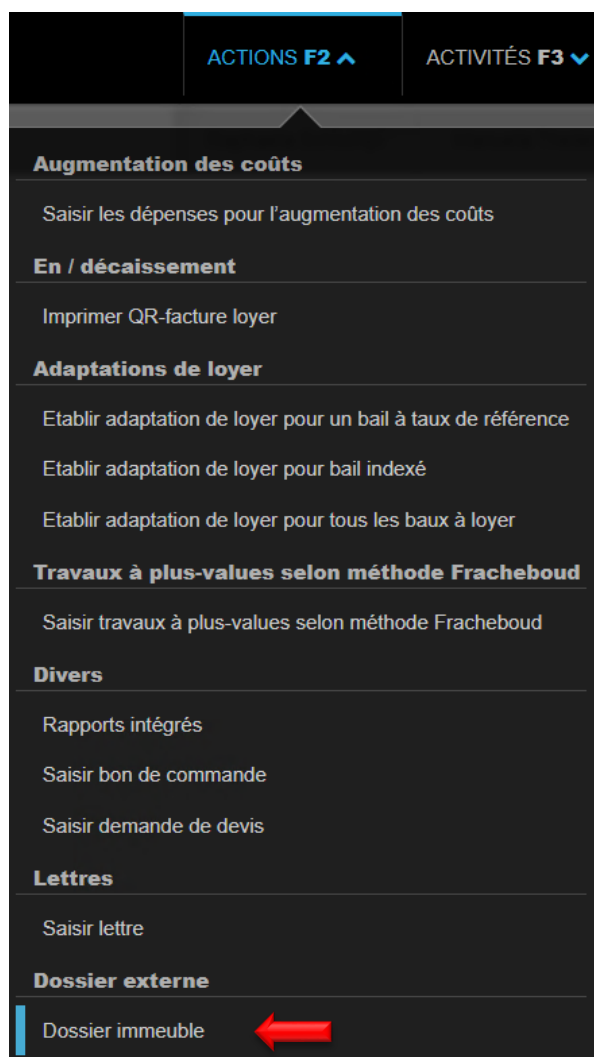 ACTIONS F2 ACTIVITÉS F3
Augmentation des coûts
Saisir les dépenses pour l'augmentation des coûts
En / décaissement
Imprimer QR-facture loyer
Adaptations de loyer
Etablir adaptation de loyer pour un bail à taux de référence
Etablir adaptation de loyer pour bail indexé
Etablir adaptation de loyer pour tous les baux à loyer
Travaux à plus-values selon méthode Fracheboud
Saisir travaux à plus-values selon méthode Fracheboud
Divers
Rapports intégrés
Saisir bon de commande
Saisir demande de devis
Lettres
Saisir lettre
Dossier externe
Dossier immeuble